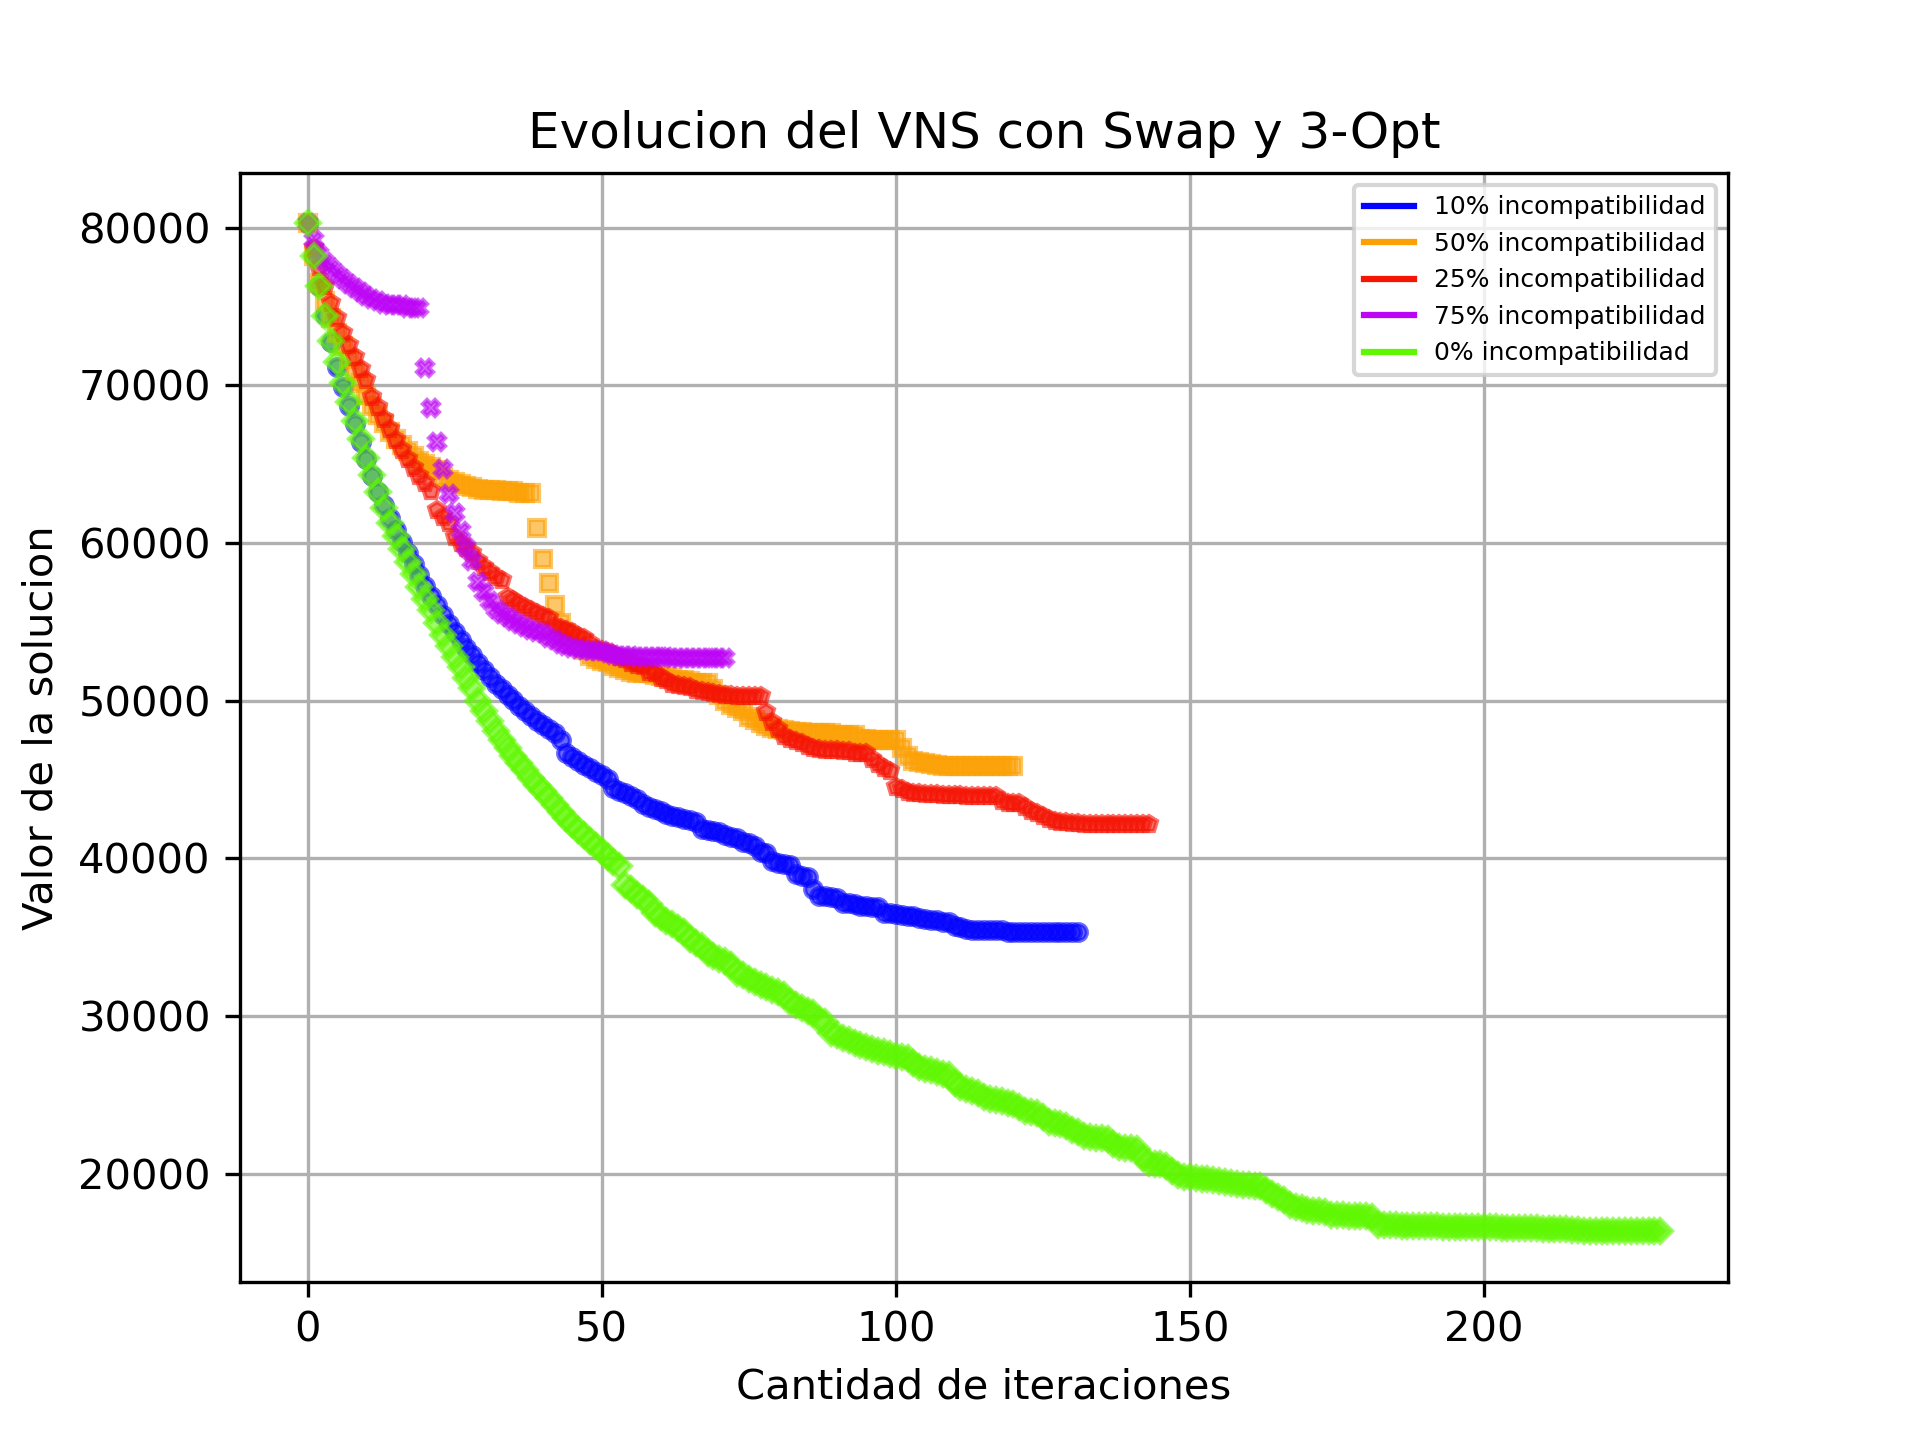 Evolucion del VNS con Swap y 3-Opt
10% incompatibilidad
50% incompatibilidad
25% incompatibilidad
75% incompatibilidad
0% incompatibilidad
Valor de la solucion
80000
70000
60000
50000
40000
30000
20000
0 50 100 150 200
Cantidad de iteraciones